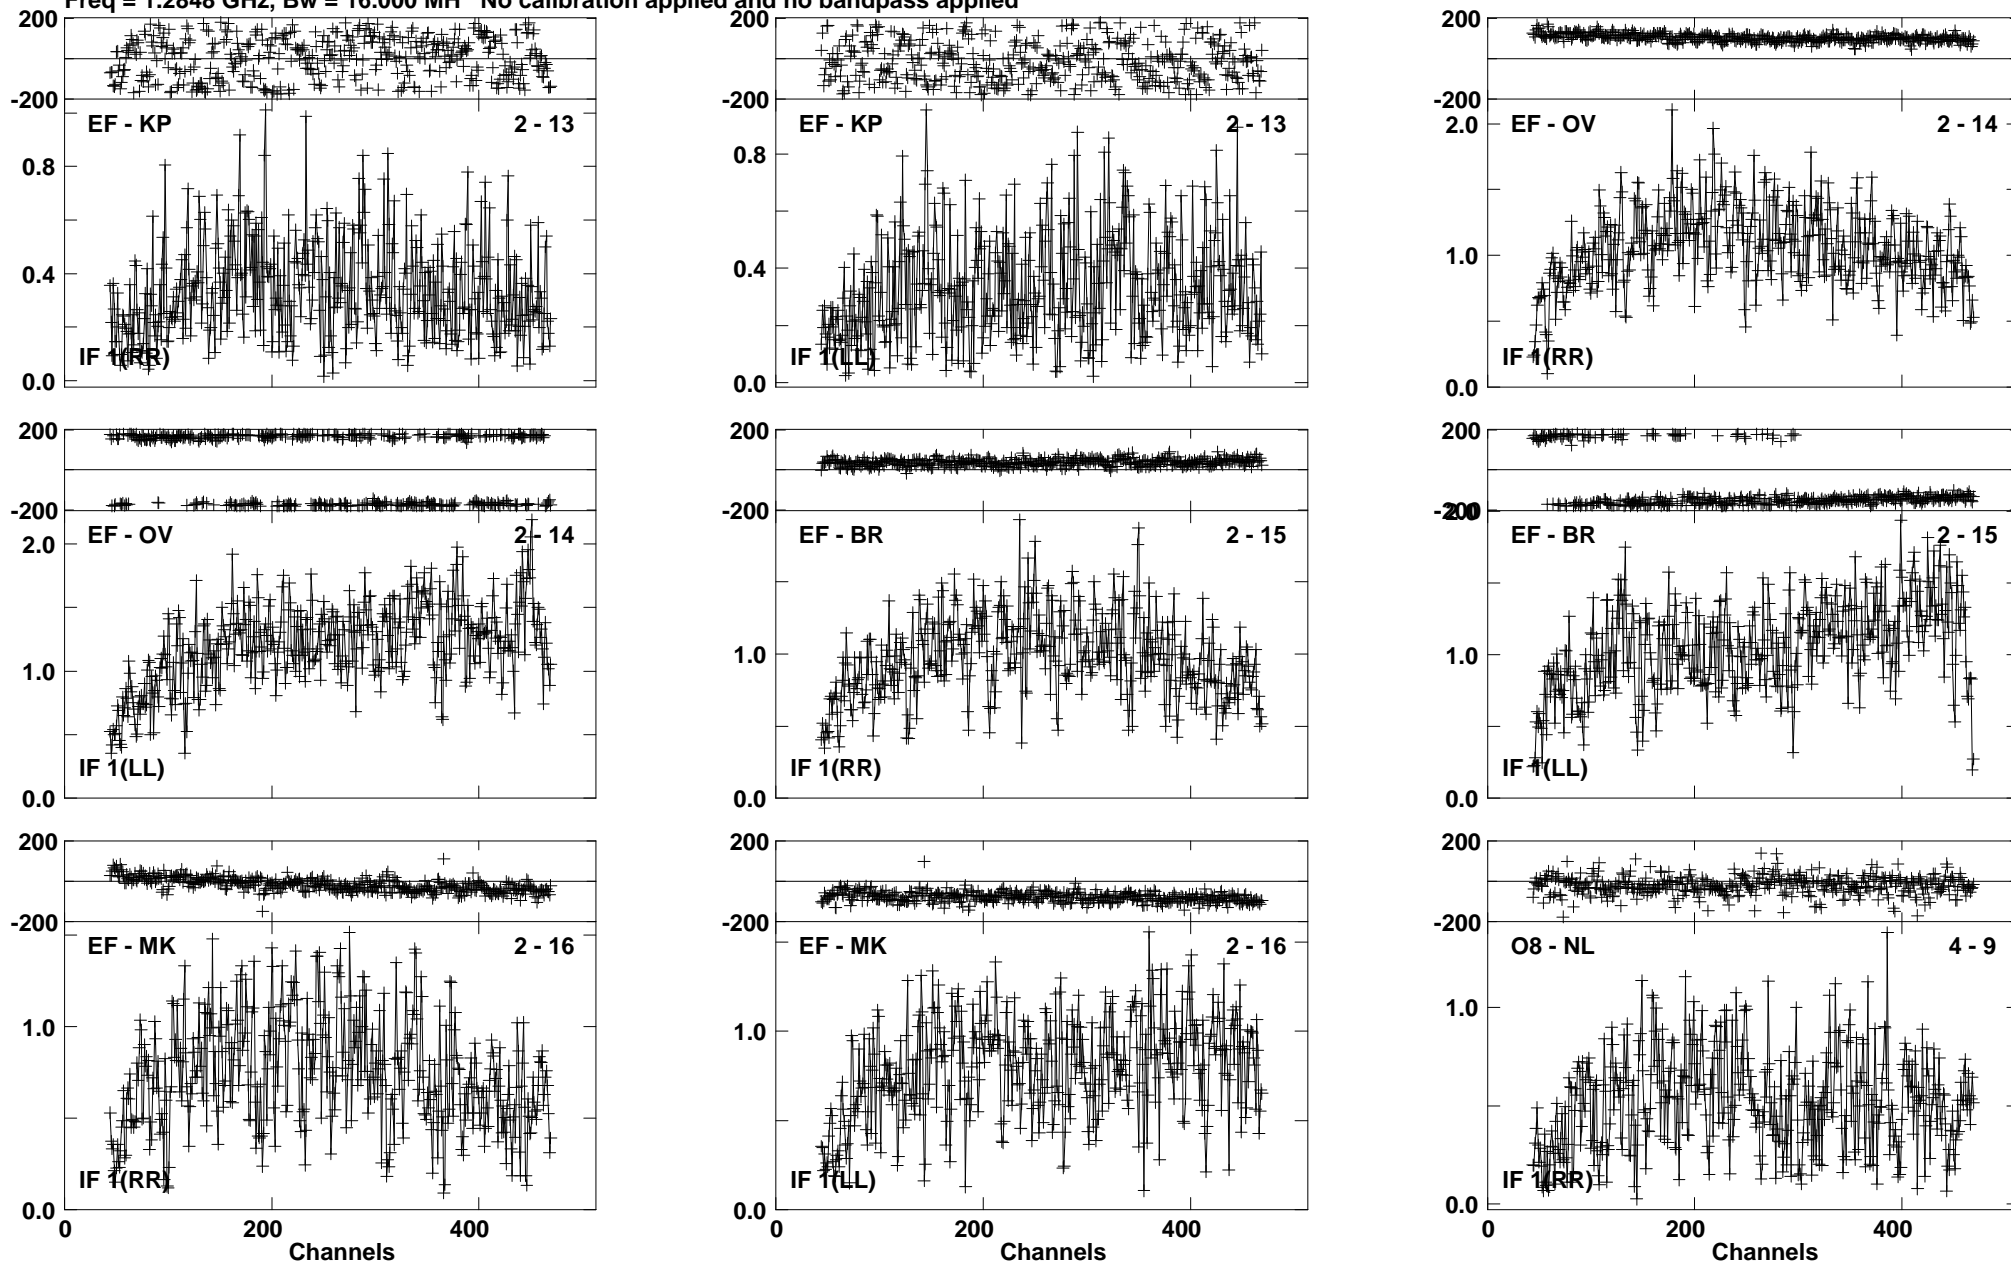 Freq = 1.2848 GHz, Bw = 16.000 MH No calibration applied and no bandpass applied
200
-200
EF - KP 2 - 13
0.8
0.4
0.0
IF 1(RR)
200
-200
EF - KP 2 - 13
0.8
0.4
0.0
IF 1(LL)
200
-200
EF - OV 2 - 14
2.0
1.0
0.0
IF 1(RR)
200
-200
EF - OV 2 - 14
2.0
1.0
0.0
IF 1(LL)
200
-200
EF - BR 2 - 15
1.0
0.0
IF 1(RR)
200
-200
2.0
EF - BR 2 - 15
1.0
0.0
IF 1(LL)
200
-200
EF - MK 2 - 16
1.0
0.0
IF 1(RR)
0 200 400
Channels
200
-200
EF - MK 2 - 16
1.0
0.0
IF 1(LL)
0 200 400
Channels
200
-200
O8 - NL 4 - 9
1.0
0.0
IF 1(RR)
0 200 400
Channels